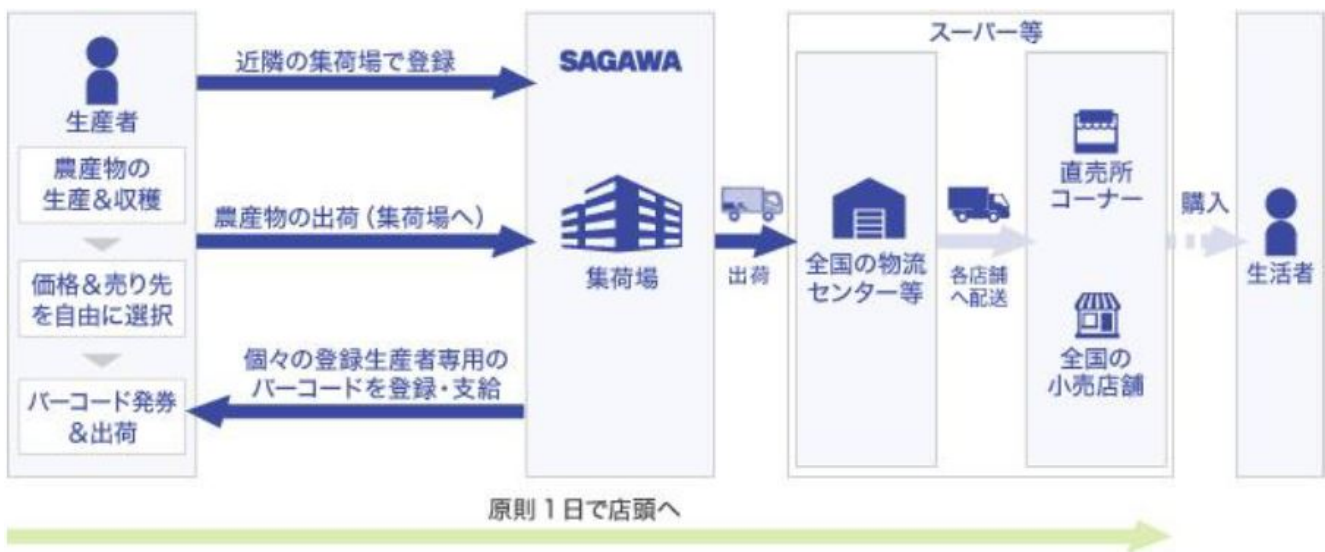 生産者
農産物の
生産&収穫
価格&売り先
を自由に選択
バーコード発券
&出荷
近隣の集荷場で登録
農産物の出荷(集荷場へ)
個々の登録生産者専用の
バーコードを登録・支給
SAGAWA
集荷場
出荷
スーパー等
全国の物流
センター等
各店舗
へ配送
直売所
コーナー
全国の
小売店舗
購入
生活者
原則1日で店頭へ